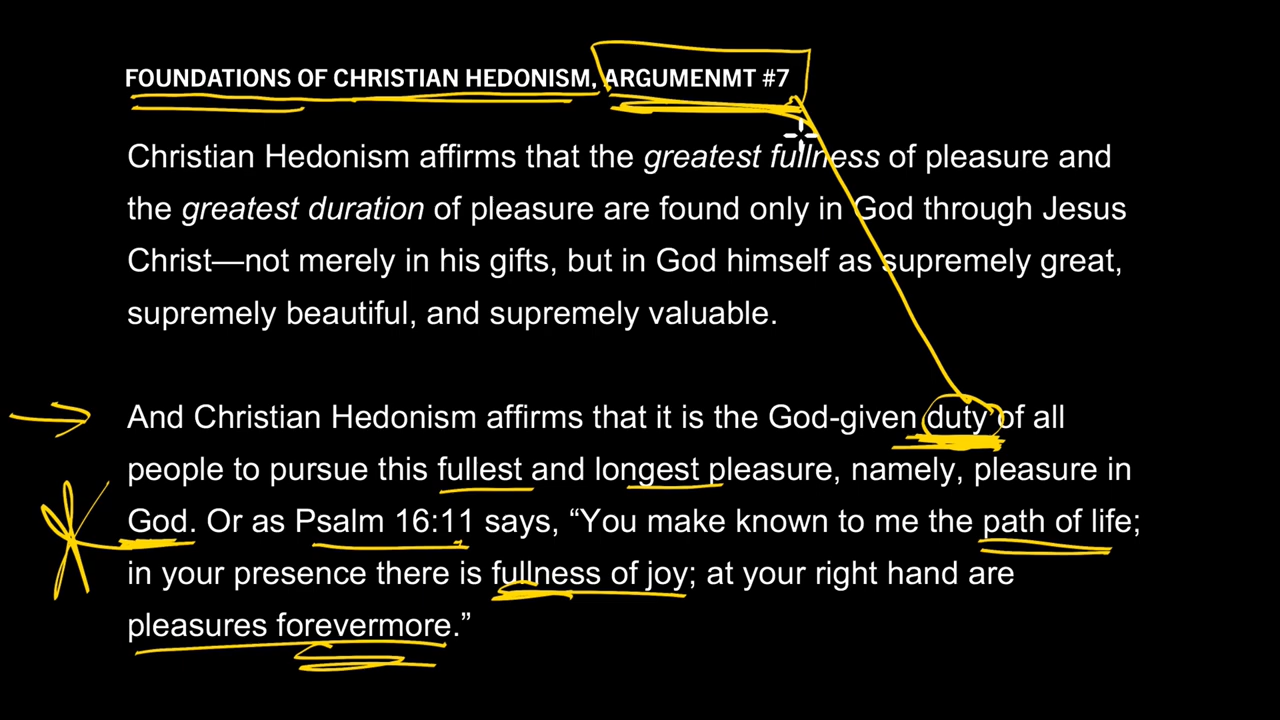 FOUNDATIONS OF CHRISTIAN HEDONISM, ARGUMENMT #7
Christian Hedonism affirms that the greatest fullness of pleasure and
the greatest duration of pleasure are found only in God through Jesus
Christ—not merely in his gifts, but in God himself as supremely great,
supremely beautiful, and supremely valuable.
And Christian Hedonism affirms that it is the God-given duty of all
people to pursue this fullest and longest pleasure, namely, pleasure in
God. Or as Psalm 16:11 says, “You make known to me the path of life;
in your presence there is fullness of joy; at your right hand are
pleasures forevermore.”